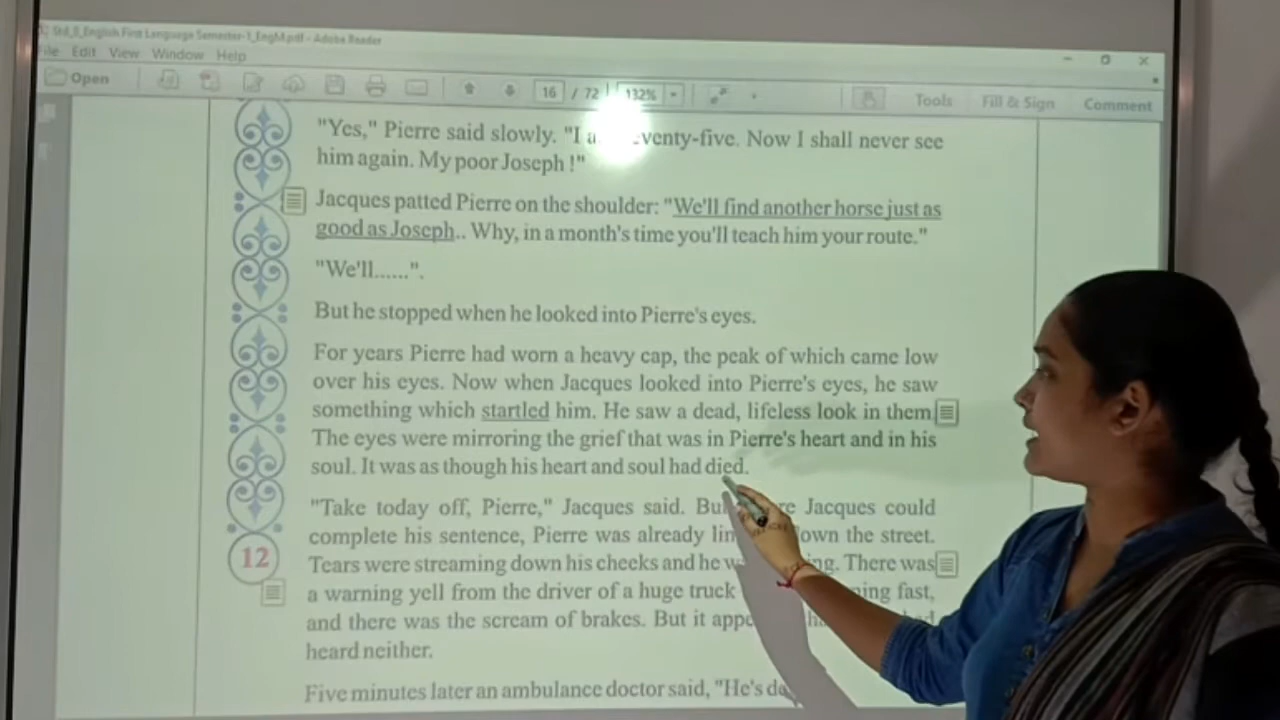 Std_8_English First Language Semester-1_EngM.pdf - Adobe Reader
File Edit View Window Help
Open 16 / 72 132% Tools Fill & Sign Comment
"Yes," Pierre said slowly. "I Now I shall never see
him again. My poor Joseph !"
Jacques patted Pierre on the shoulder: "We'll find another horse just as
good as Joseph.. Why, in a month's time you'll teach him your route."
"We'll......".
But he stopped when he looked into Pierre's eyes.
For years Pierre had worn a heavy cap, the peak of which came low
over his eyes. Now when Jacques looked into Pierre's eyes, he saw
something which startled him. He saw a dead, lifeless look in them.
The eyes were mirroring the grief that was in Pierre's heart and in his
soul. It was as though his heart and soul had died.
"Take today off, Pierre," Jacques said. Jacques could
complete his sentence, Pierre was already down the street.
12
Tears were streaming down his cheeks and he There was
a warning yell from the driver of a huge truck fast,
and there was the scream of brakes. But it
heard neither.
Five minutes later an ambulance doctor said, "He's